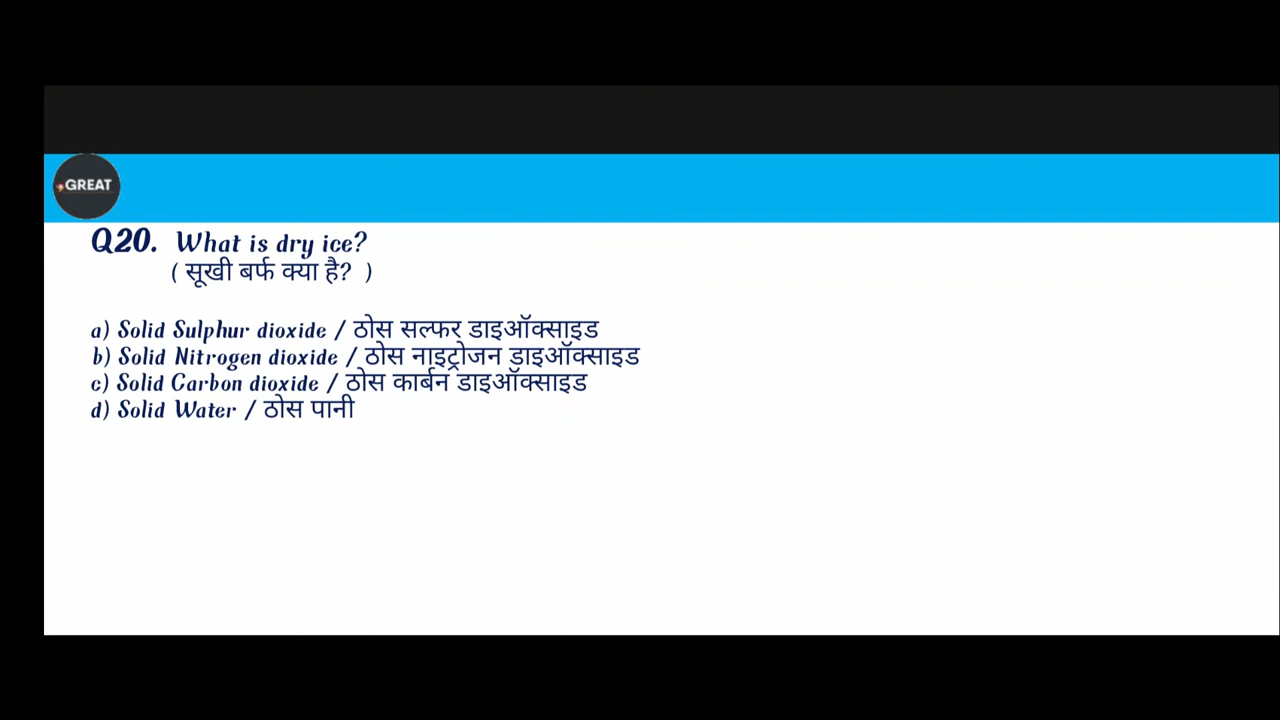 GREAT
Q20. What is dry ice?
( सूखी बर्फ क्या है? )
a) Solid Sulphur dioxide / ठोस सल्फर डाइऑक्साइड
b) Solid Nitrogen dioxide / ठोस नाइट्रोजन डाइऑक्साइड
c) Solid Carbon dioxide / ठोस कार्बन डाइऑक्साइड
d) Solid Water / ठोस पानी